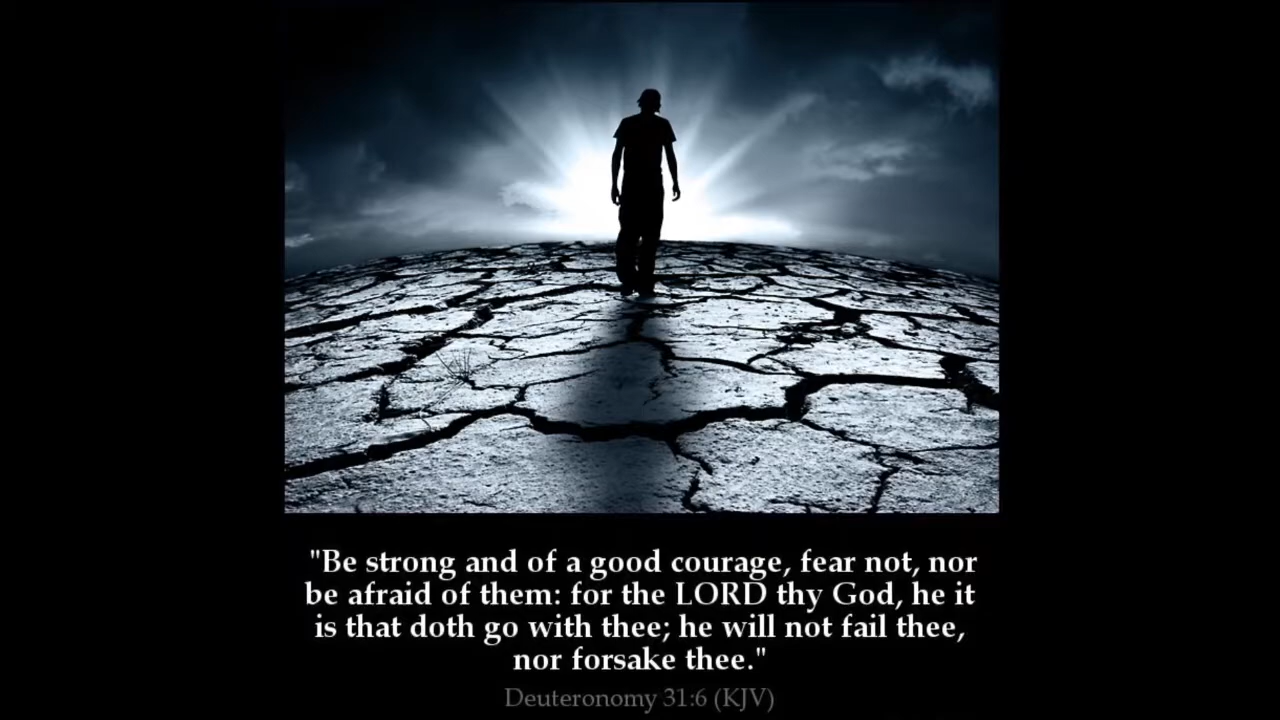 "Be strong and of a good courage, fear not, nor
be afraid of them: for the LORD thy God, he it
is that doth go with thee; he will not fail thee,
nor forsake thee."
Deuteronomy 31:6 (KJV)